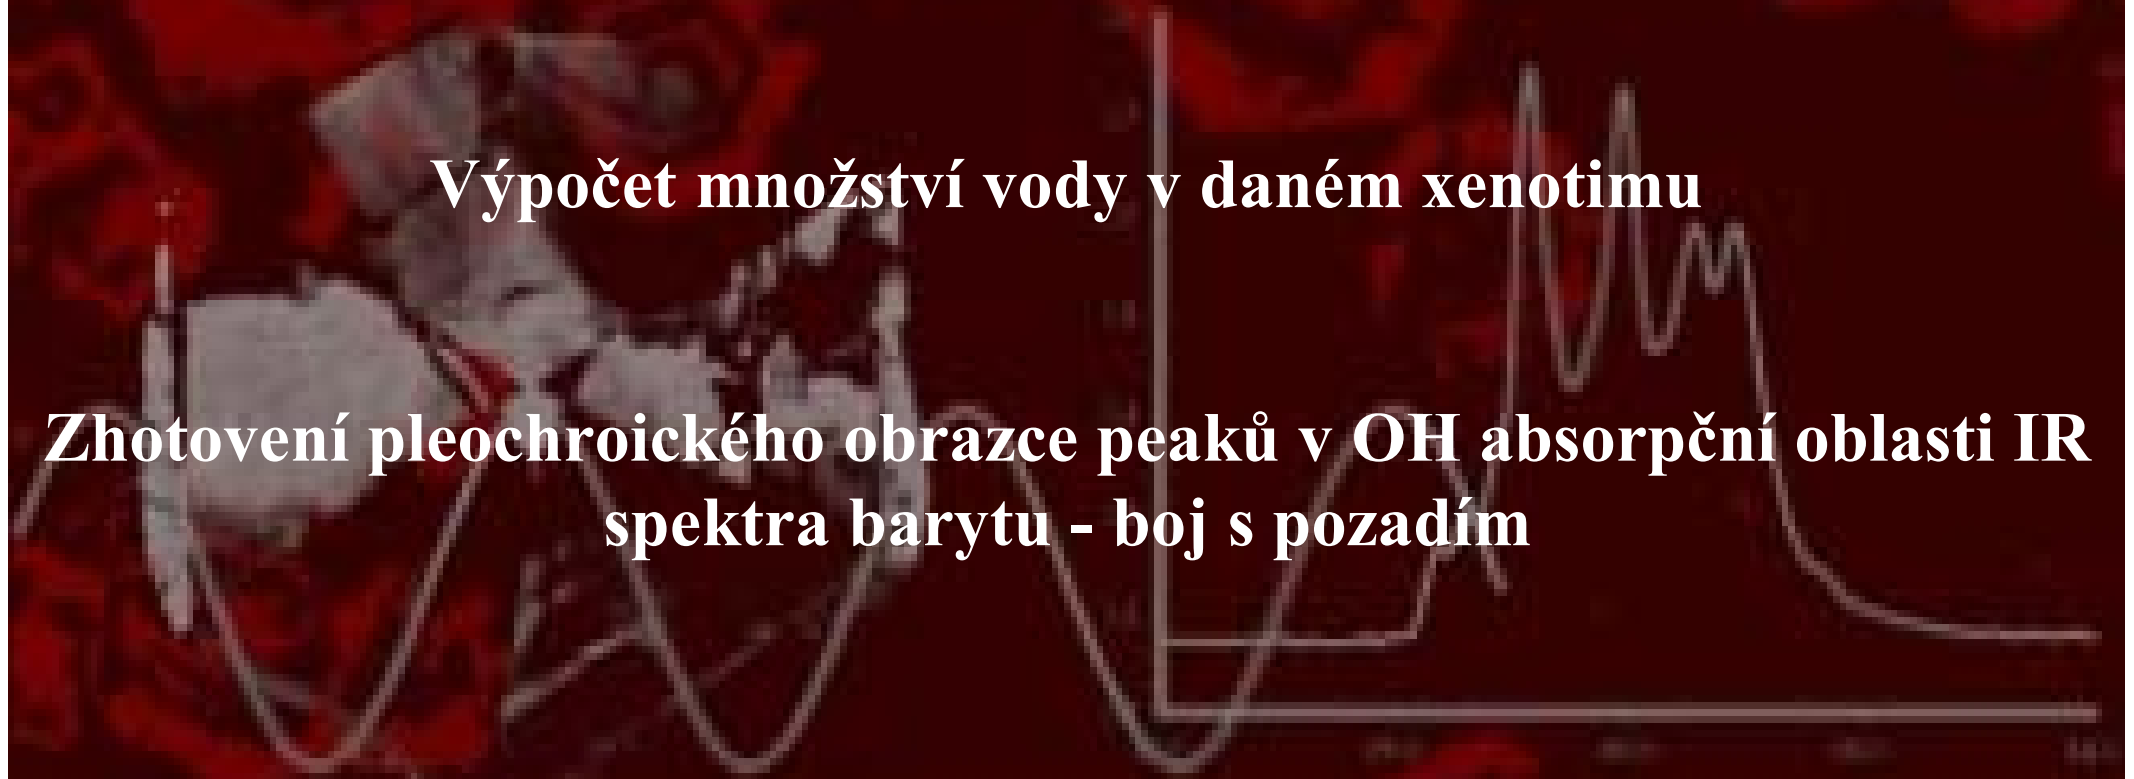 Výpočet množství vody v daném xenotimu
Zhotovení pleochroického obrazce peaků v OH absorpční oblasti IR
spektra barytu - boj s pozadím